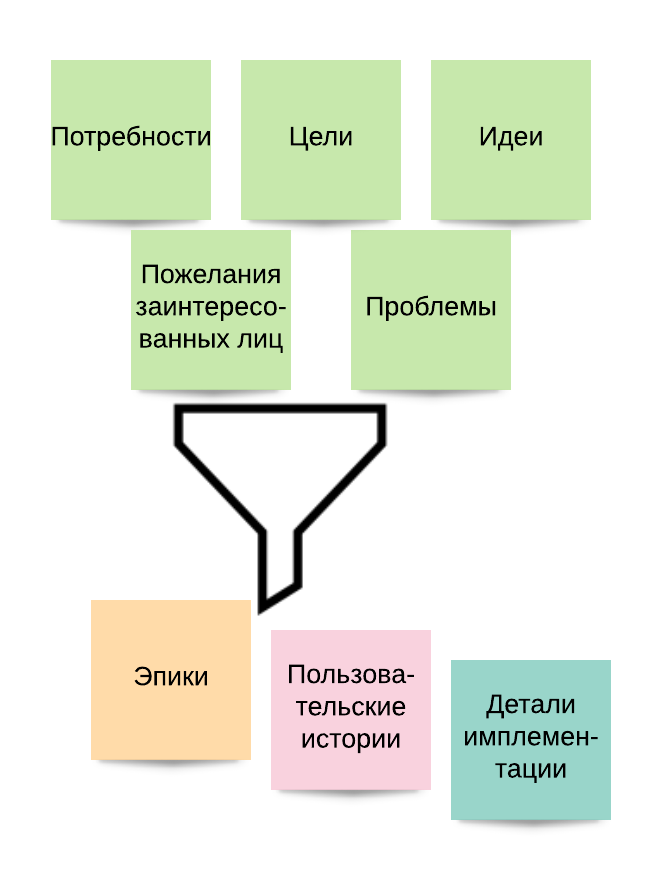 Потребности
Цели
Идеи
Пожелания
заинтересо-
ванных лиц
Проблемы
Эпики
Пользова-
тельские
истории
Детали
имплемен-
тации